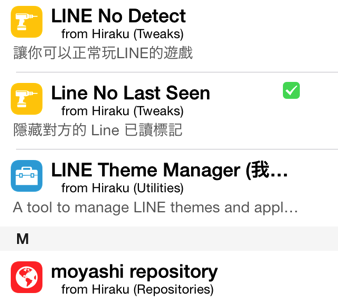 LINE No Detect
from Hiraku (Tweaks)
讓你可以正常玩LINE的遊戲
Line No Last Seen
from Hiraku (Tweaks)
隱藏對方的 Line 已讀標記
LINE Theme Manager (我…
from Hiraku (Utilities)
A tool to manage LINE themes and appl…
M
moyashi repository
from Hiraku (Repositories)